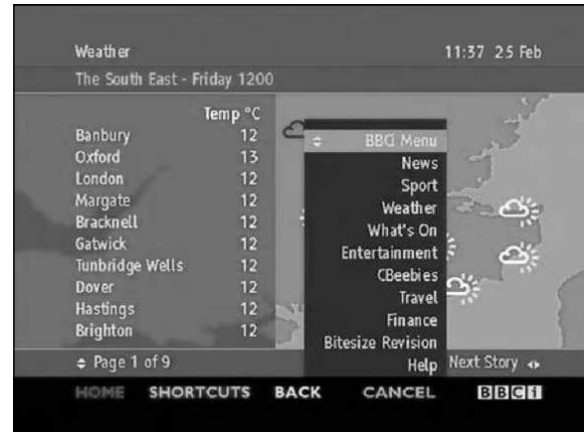 Weather 11:37 25 Feb
The South East - Friday 1200
Temp °C
Banbury 12
Oxford 13
London 12
Margate 12
Bracknell 12
Gatwick 12
Tunbridge Wells 12
Dover 12
Hastings 12
Brighton 12
BBCi Menu
News
Sport
Weather
What's On
Entertainment
CBeebies
Travel
Finance
Bitesize Revision
Help
Page 1 of 9 Next Story
HOME SHORTCUTS BACK CANCEL BBCi